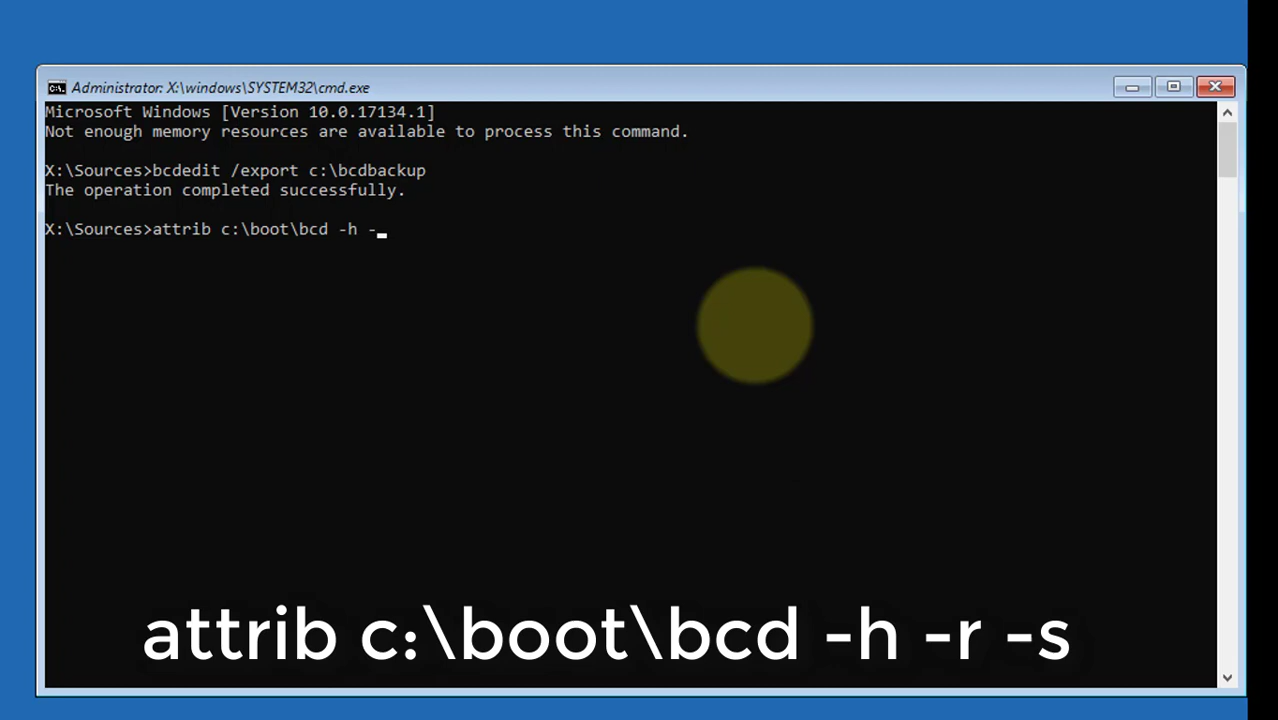 Administrator: X:\windows\SYSTEM32\cmd.exe
Microsoft Windows [Version 10.0.17134.1]
Not enough memory resources are available to process this command.
X:\Sources>bcdedit /export c:\bcdbackup
The operation completed successfully.
X:\Sources>attrib c:\boot\bcd -h -_
attrib c:\boot\bcd -h -r -s